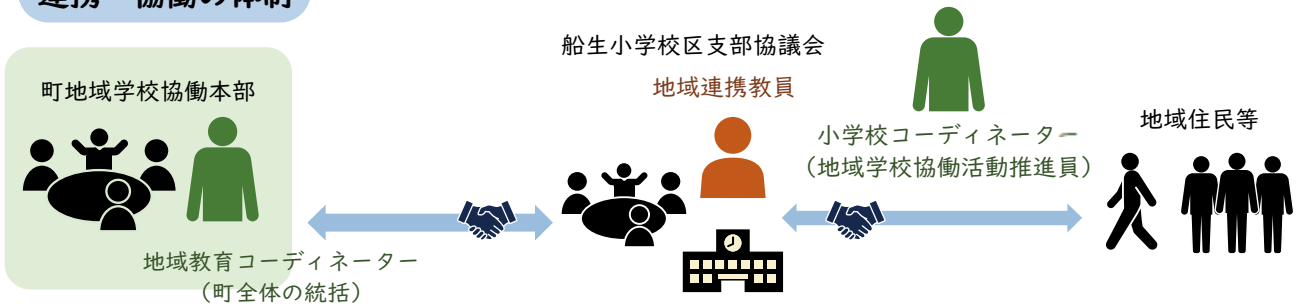 連携・協働の体制
町地域学校協働本部
地域教育コーディネーター
（町全体の統括）
船生小学校区支部協議会
地域連携教員
小学校コーディネーター
（地域学校協働活動推進員）
地域住民等